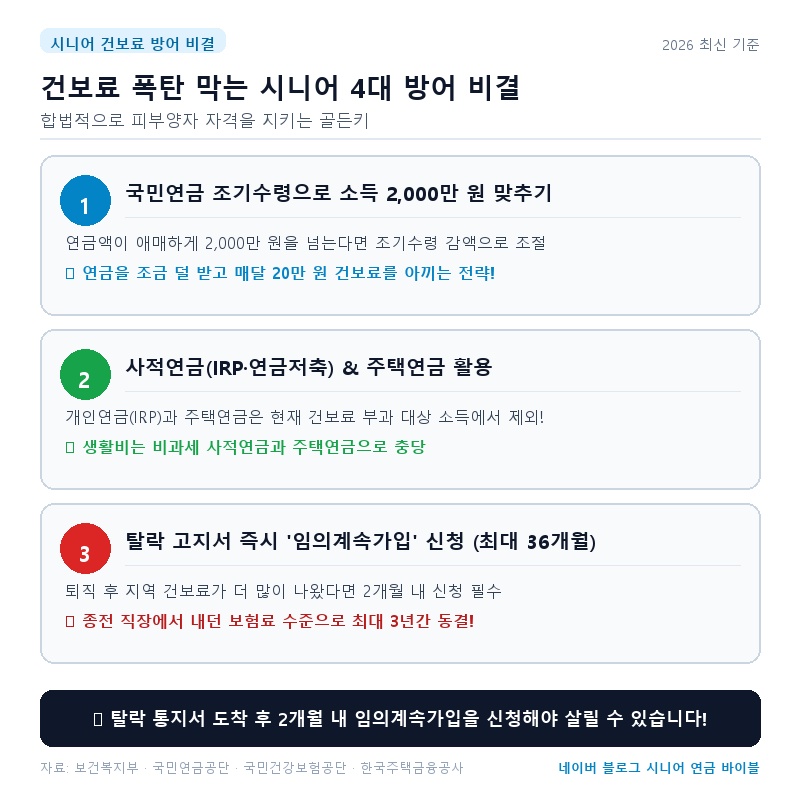 시니어 건보료 방어 비결
2026 최신 기준
건보료 폭탄 막는 시니어 4대 방어 비결
합법적으로 피부양자 자격을 지키는 골든키
1
국민연금 조기수령으로 소득 2,000만 원 맞추기
연금액이 애매하게 2,000만 원을 넘는다면 조기수령 감액으로 조절
연금을 조금 덜 받고 매달 20만 원 건보료를 아끼는 전략!
2
사적연금(IRP·연금저축) & 주택연금 활용
개인연금(IRP)과 주택연금은 현재 건보료 부과 대상 소득에서 제외!
생활비는 비과세 사적연금과 주택연금으로 충당
3
탈락 고지서 즉시 '임의계속가입' 신청 (최대 36개월)
퇴직 후 지역 건보료가 더 많이 나왔다면 2개월 내 신청 필수
종전 직장에서 내던 보험료 수준으로 최대 3년간 동결!
탈락 통지서 도착 후 2개월 내 임의계속가입을 신청해야 살릴 수 있습니다!
자료: 보건복지부 · 국민연금공단 · 국민건강보험공단 · 한국주택금융공사
네이버 블로그 시니어 연금 바이블